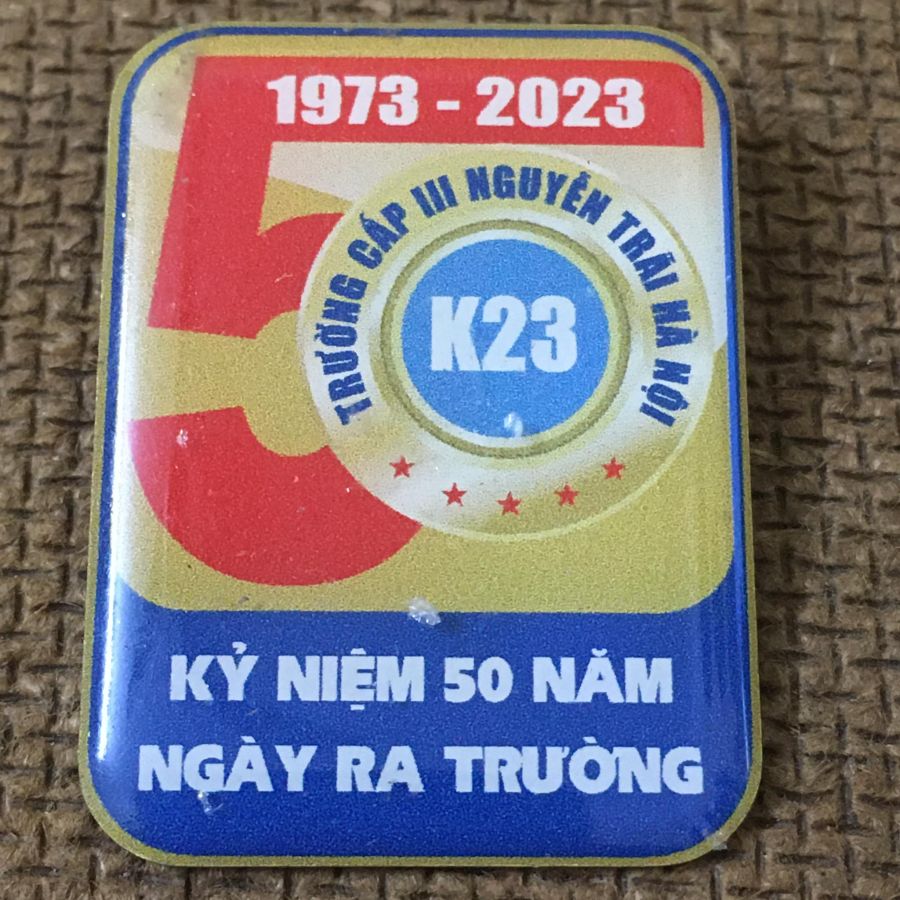 1973 - 2023
TRƯỜNG CẤP III NGUYỄN TRÃI HÀ NỘI
K23
KỶ NIỆM 50 NĂM
NGÀY RA TRƯỜNG